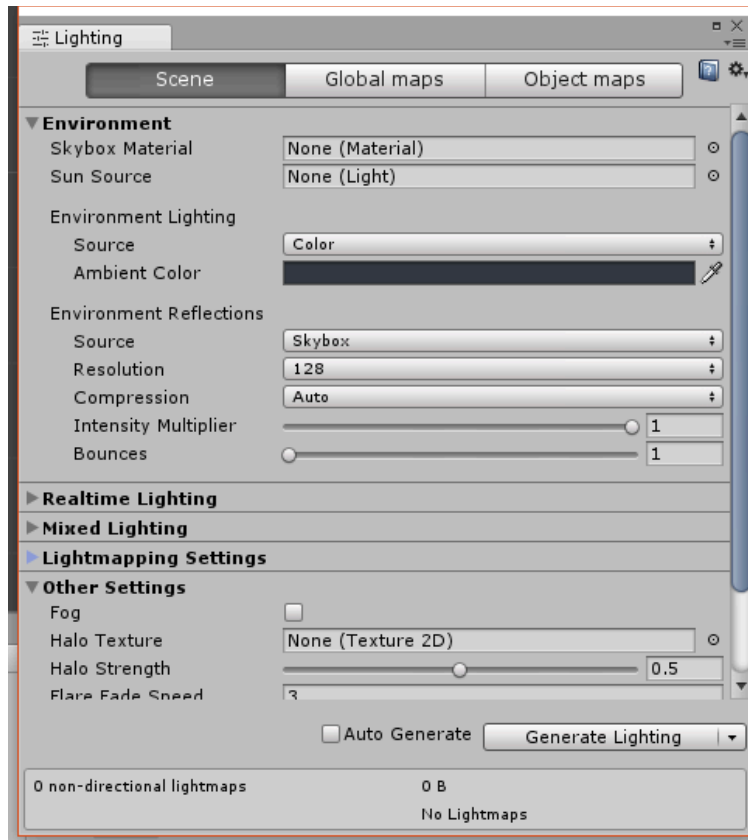 Lighting
Scene Global maps Object maps
Environment
Skybox Material None (Material)
Sun Source None (Light)
Environment Lighting
Source Color
Ambient Color
Environment Reflections
Source Skybox
Resolution 128
Compression Auto
Intensity Multiplier 1
Bounces 1
Realtime Lighting
Mixed Lighting
Lightmapping Settings
Other Settings
Fog
Halo Texture None (Texture 2D)
Halo Strength 0.5
Flare Fade Speed 3
Auto Generate Generate Lighting
0 non-directional lightmaps 0 B
No Lightmaps